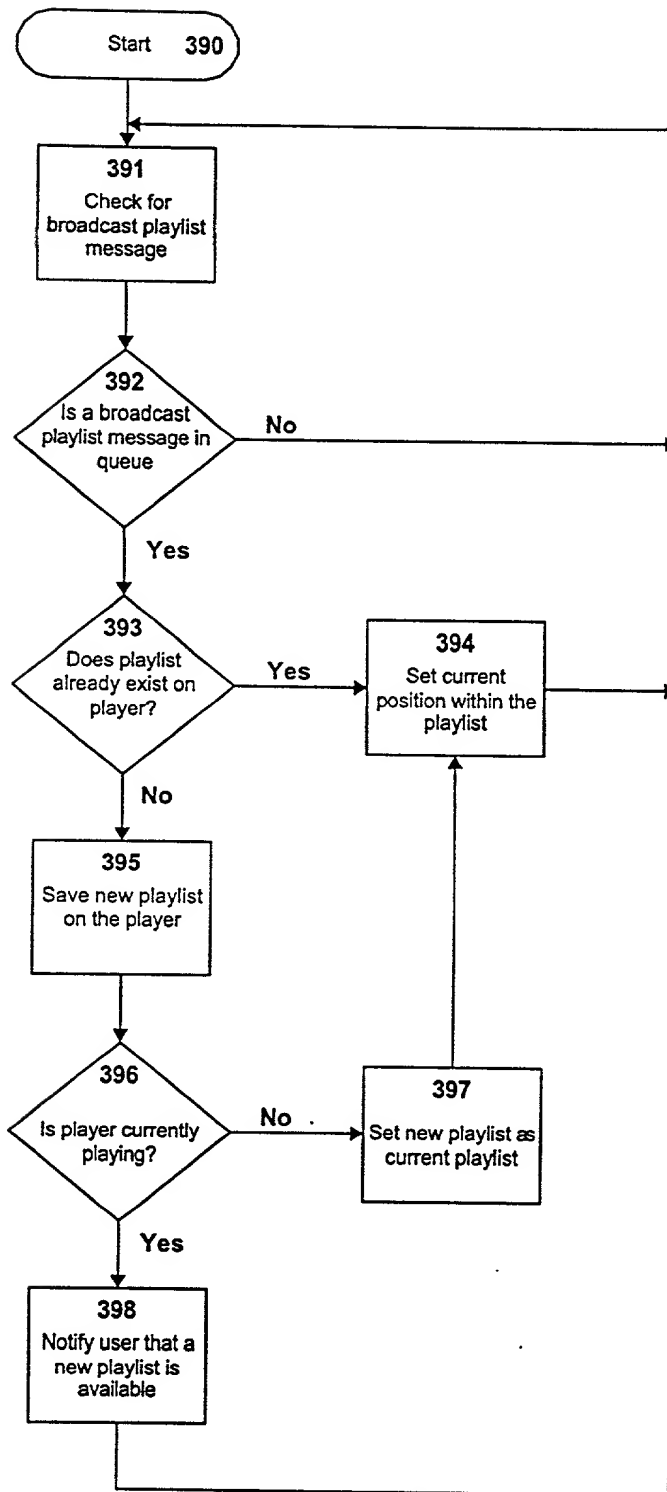 Start 390
391
Check for
broadcast playlist
message
392
Is a broadcast
playlist message in
queue
No
Yes
393
Does playlist
already exist on
player?
Yes
394
Set current
position within the
playlist
No
395
Save new playlist
on the player
396
Is player currently
playing?
No
397
Set new playlist as
current playlist
Yes
398
Notify user that a
new playlist is
available